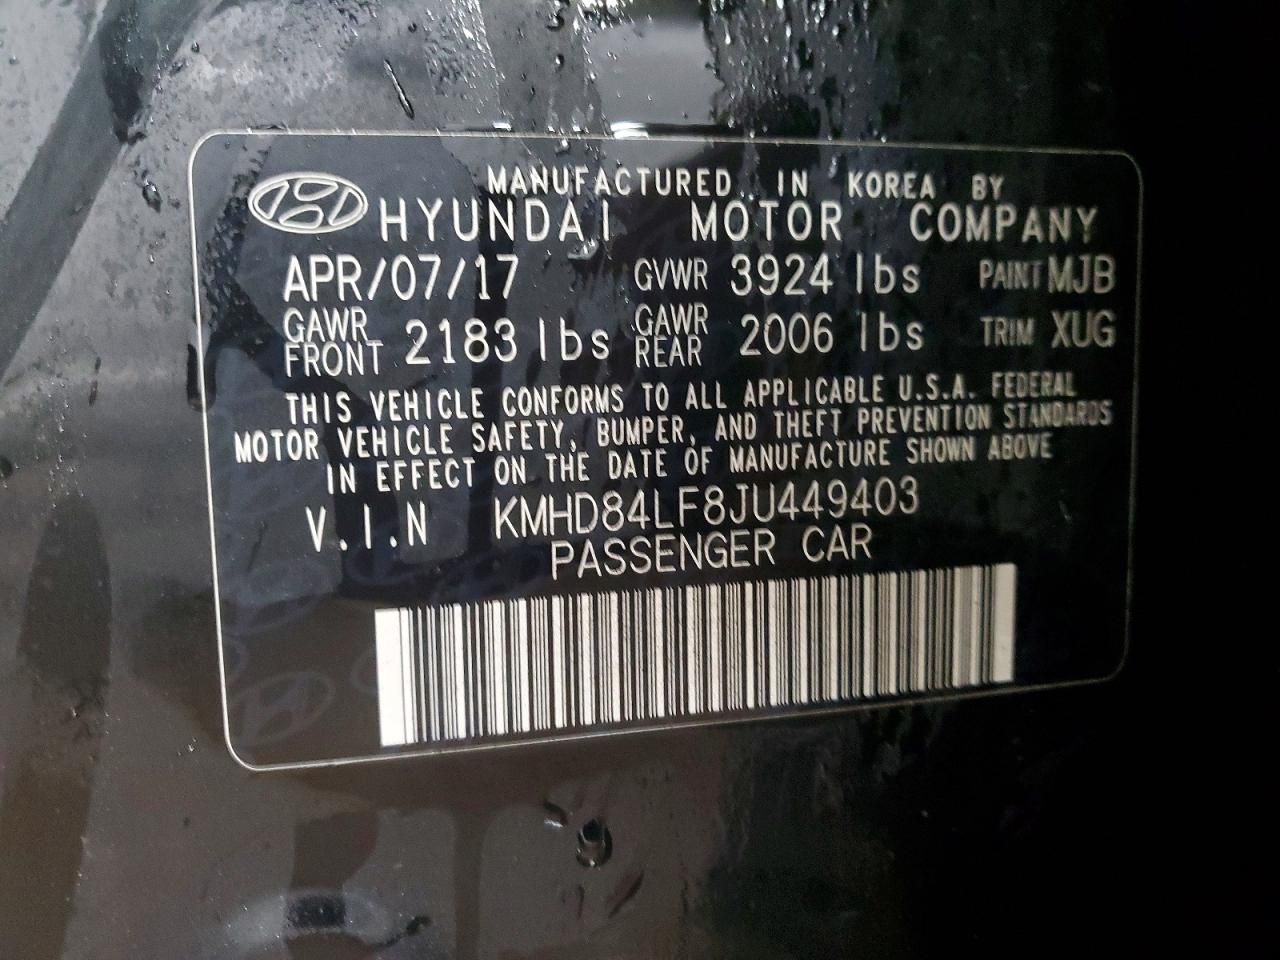 MANUFACTURED IN KOREA BY
HYUNDAI MOTOR COMPANY
APR/07/17 GVWR 3924 lbs PAINT MJB
GAWR FRONT 2183 lbs GAWR REAR 2006 lbs TRIM XUG
THIS VEHICLE CONFORMS TO ALL APPLICABLE U.S.A. FEDERAL
MOTOR VEHICLE SAFETY, BUMPER, AND THEFT PREVENTION STANDARDS
IN EFFECT ON THE DATE OF MANUFACTURE SHOWN ABOVE
V.I.N KMHD84LF8JU449403
PASSENGER CAR